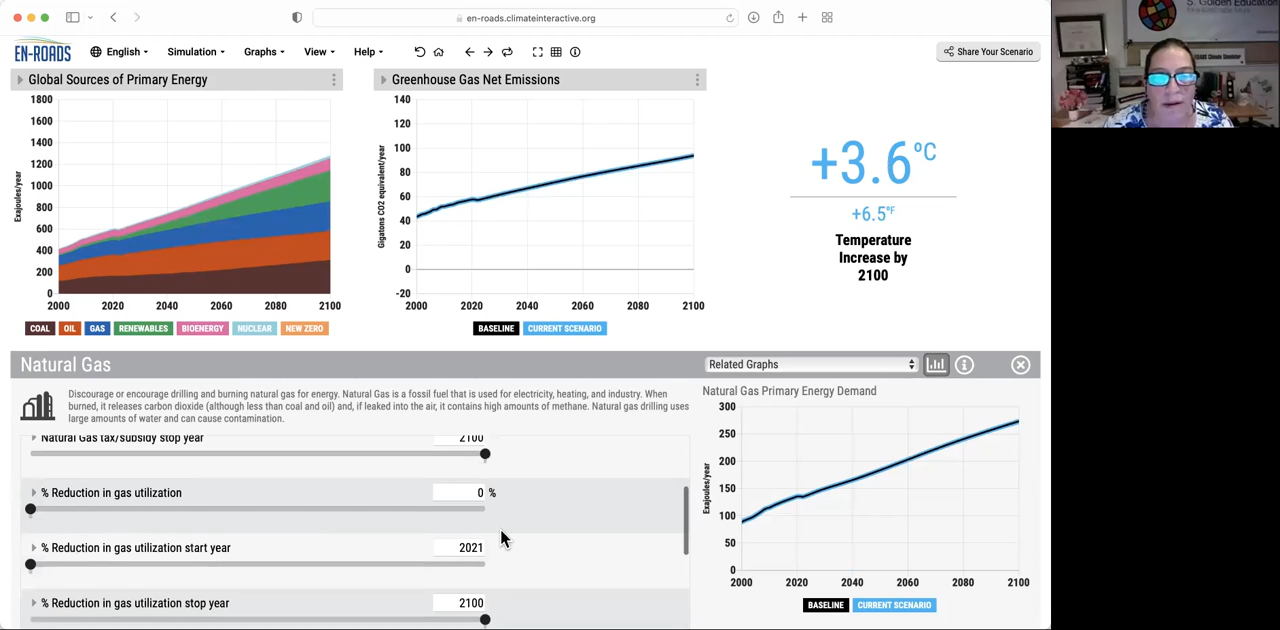 en-roads.climateinteractive.org
EN-ROADS
English
Simulation
Graphs
View
Help
Share Your Scenario
Global Sources of Primary Energy
1800
1600
1400
1200
1000
800
600
400
200
0
Exajoules/year
2000 2020 2040 2060 2080 2100
COAL OIL GAS RENEWABLES BIOENERGY NUCLEAR NEW ZERO
Greenhouse Gas Net Emissions
140
120
100
80
60
40
20
0
-20
Gigatons CO2 equivalent/year
2000 2020 2040 2060 2080 2100
BASELINE CURRENT SCENARIO
+3.6°C
+6.5°F
Temperature
Increase by
2100
S. Golden Education
Natural Gas
Related Graphs
Discourage or encourage drilling and burning natural gas for energy. Natural Gas is a fossil fuel that is used for electricity, heating, and industry. When
burned, it releases carbon dioxide (although less than coal and oil) and, if leaked into the air, it contains high amounts of methane. Natural gas drilling uses
large amounts of water and can cause contamination.
Natural Gas tax/subsidy stop year 2100
% Reduction in gas utilization 0 %
% Reduction in gas utilization start year 2021
% Reduction in gas utilization stop year 2100
Natural Gas Primary Energy Demand
300
250
200
150
100
50
0
Exajoules/year
2000 2020 2040 2060 2080 2100
BASELINE CURRENT SCENARIO